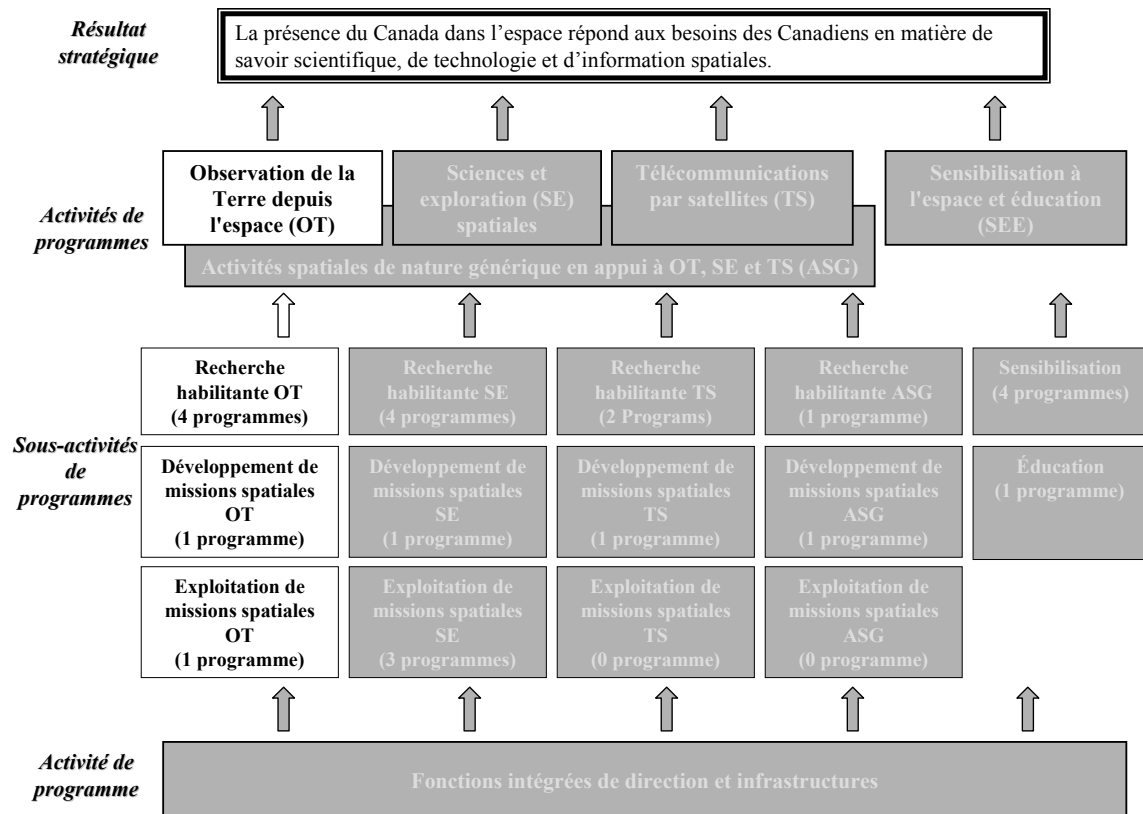 Résultat
stratégique
La présence du Canada dans l’espace répond aux besoins des Canadiens en matière de
savoir scientifique, de technologie et d’information spatiales.
Activités de
programmes
Observation de la
Terre depuis
l'espace (OT)
Sciences et
exploration (SE)
spatiales
Télécommunications
par satellites (TS)
Sensibilisation à
l'espace et éducation
(SEE)
Activités spatiales de nature générique en appui à OT, SE et TS (ASG)
Sous-activités
de
programmes
Recherche
habilitante OT
(4 programmes)
Recherche
habilitante SE
(4 programmes)
Recherche
habilitante TS
(2 Programs)
Recherche
habilitante ASG
(1 programme)
Sensibilisation
(4 programmes)
Développement de
missions spatiales
OT
(1 programme)
Développement de
missions spatiales
SE
(1 programme)
Développement de
missions spatiales
TS
(1 programme)
Développement de
missions spatiales
ASG
(1 programme)
Éducation
(1 programme)
Exploitation de
missions spatiales
OT
(1 programme)
Exploitation de
missions spatiales
SE
(3 programmes)
Exploitation de
missions spatiales
TS
(0 programme)
Exploitation de
missions spatiales
ASG
(0 programme)
Activité de
programme
Fonctions intégrées de direction et infrastructures